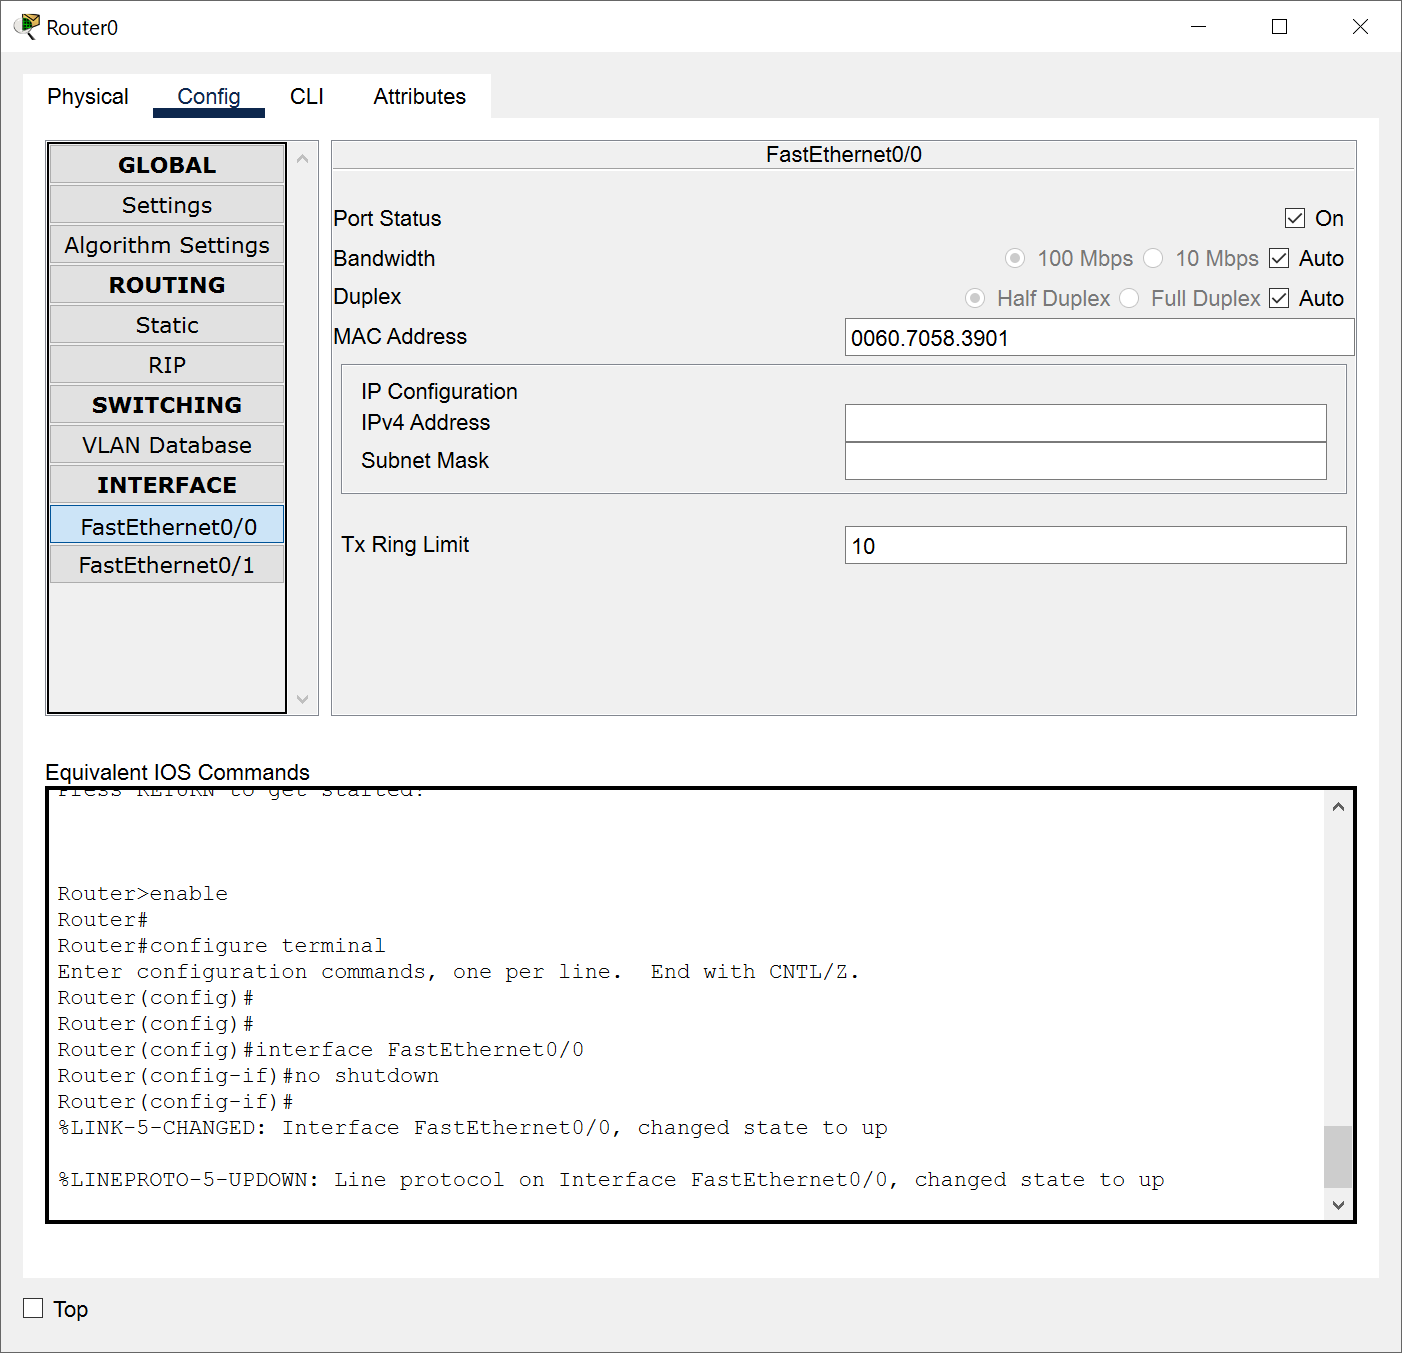 Router0
Physical Config CLI Attributes
GLOBAL
Settings
Algorithm Settings
ROUTING
Static
RIP
SWITCHING
VLAN Database
INTERFACE
FastEthernet0/0
FastEthernet0/1
FastEthernet0/0
Port Status On
Bandwidth 100 Mbps 10 Mbps Auto
Duplex Half Duplex Full Duplex Auto
MAC Address 0060.7058.3901
IP Configuration
IPv4 Address
Subnet Mask
Tx Ring Limit 10
Equivalent IOS Commands
Press RETURN to get started!
Router>enable
Router#
Router#configure terminal
Enter configuration commands, one per line.  End with CNTL/Z.
Router(config)#
Router(config)#
Router(config)#interface FastEthernet0/0
Router(config-if)#no shutdown
Router(config-if)#
%LINK-5-CHANGED: Interface FastEthernet0/0, changed state to up
%LINEPROTO-5-UPDOWN: Line protocol on Interface FastEthernet0/0, changed state to up
Top